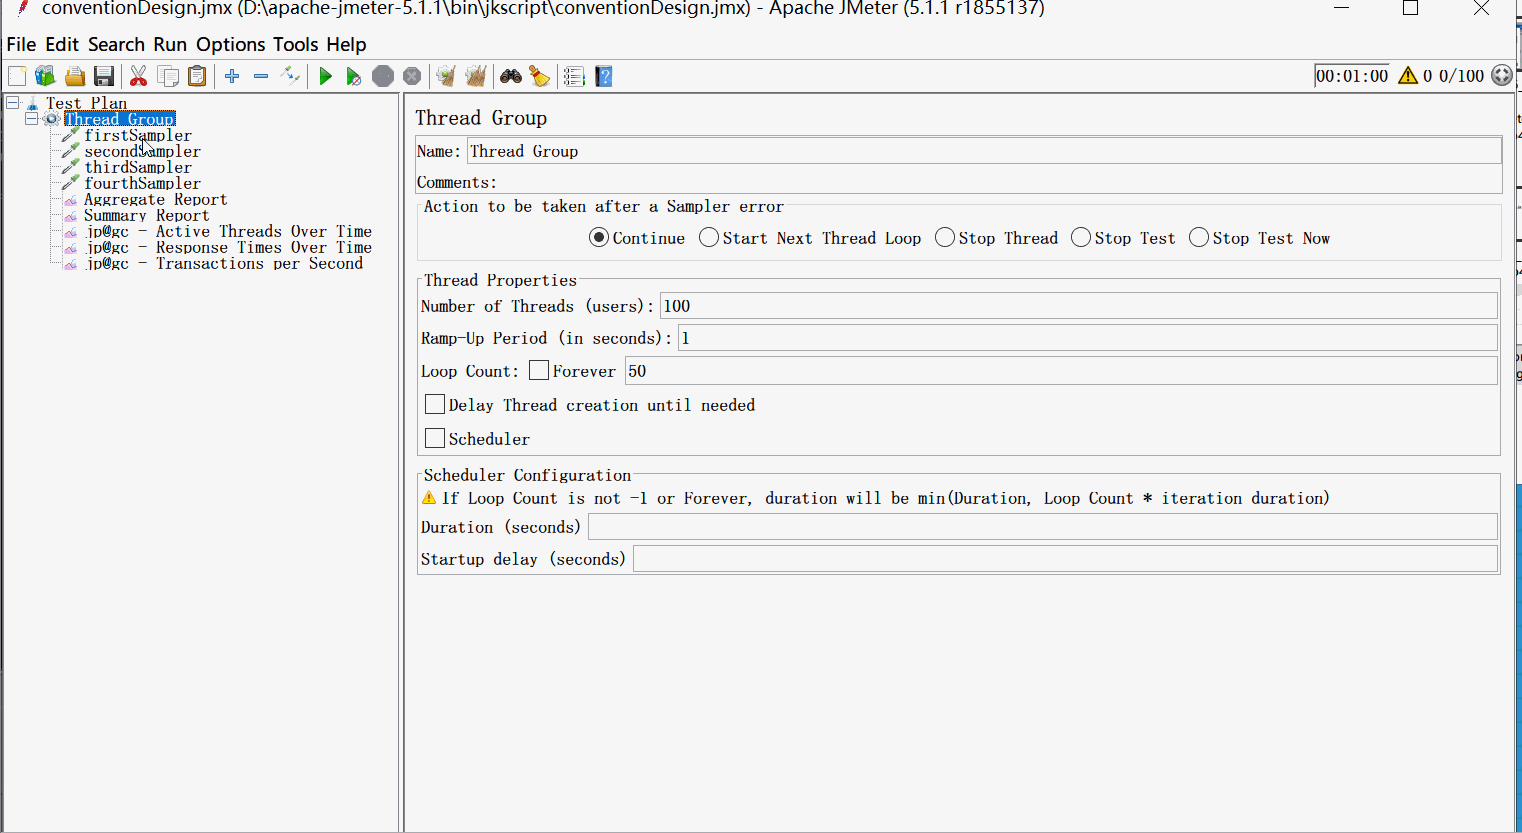 conventionDesign.jmx (D:\apache-jmeter-5.1.1\bin\jkscript\conventionDesign.jmx) - Apache JMeter (5.1.1 r1855137)
File Edit Search Run Options Tools Help
00:01:00 0 0/100
Test Plan
Thread Group
firstSampler
secondSampler
thirdSampler
fourthSampler
Aggregate Report
Summary Report
jp@gc - Active Threads Over Time
jp@gc - Response Times Over Time
jp@gc - Transactions per Second
Thread Group
Name: Thread Group
Comments:
Action to be taken after a Sampler error
Continue Start Next Thread Loop Stop Thread Stop Test Stop Test Now
Thread Properties
Number of Threads (users): 100
Ramp-Up Period (in seconds): 1
Loop Count: Forever 50
Delay Thread creation until needed
Scheduler
Scheduler Configuration
If Loop Count is not -1 or Forever, duration will be min(Duration, Loop Count * iteration duration)
Duration (seconds)
Startup delay (seconds)